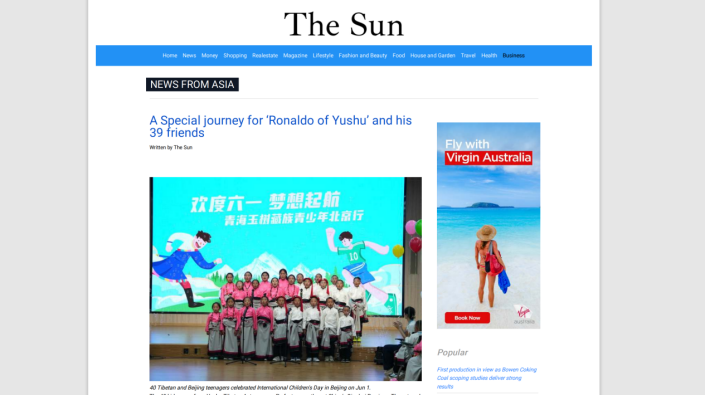 The Sun
Home News Money Shopping Realestate Magazine Lifestyle Fashion and Beauty Food House and Garden Travel Health Business
NEWS FROM ASIA
A Special journey for ‘Ronaldo of Yushu’ and his
39 friends
Written by The Sun
欢度六一 梦想起航
青海玉树藏族青少年北京行
10
40 Tibetan and Beijing teenagers celebrated International Children's Day in Beijing on Jun 1.
Fly with
Virgin Australia
Book Now
Virgin
australia
Popular
First production in view as Bowen Coking
Coal scoping studies deliver strong
results